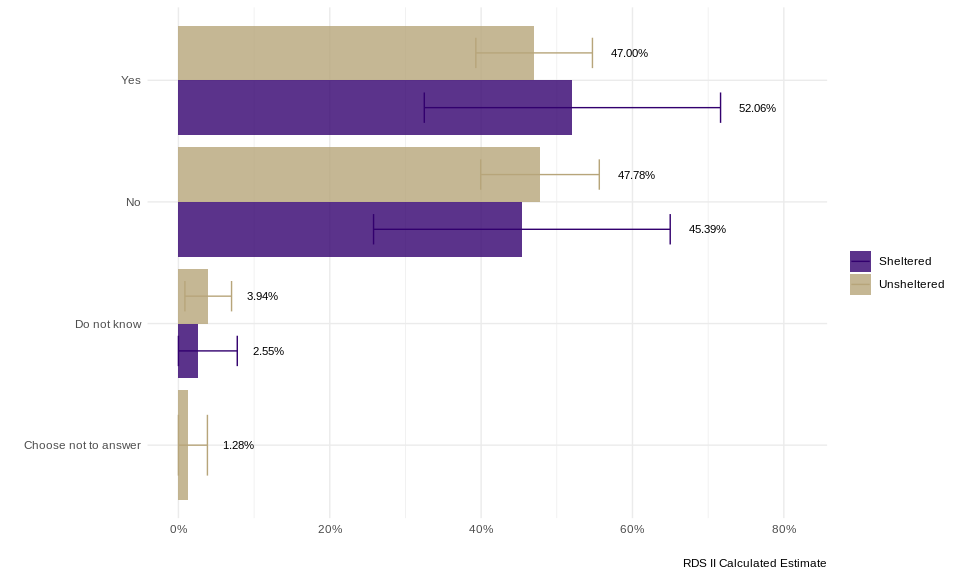 47.00%
Yes
52.06%
47.78%
No
45.39%
Sheltered
Unsheltered
3.94%
Do not know
2.55%
Choose not to answer
1.28%
0%
20%
40%
60%
80%
RDS II Calculated Estimate